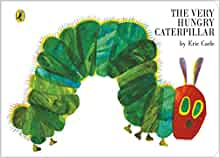 THE VERY
HUNGRY
CATERPILLAR
by Eric Carle